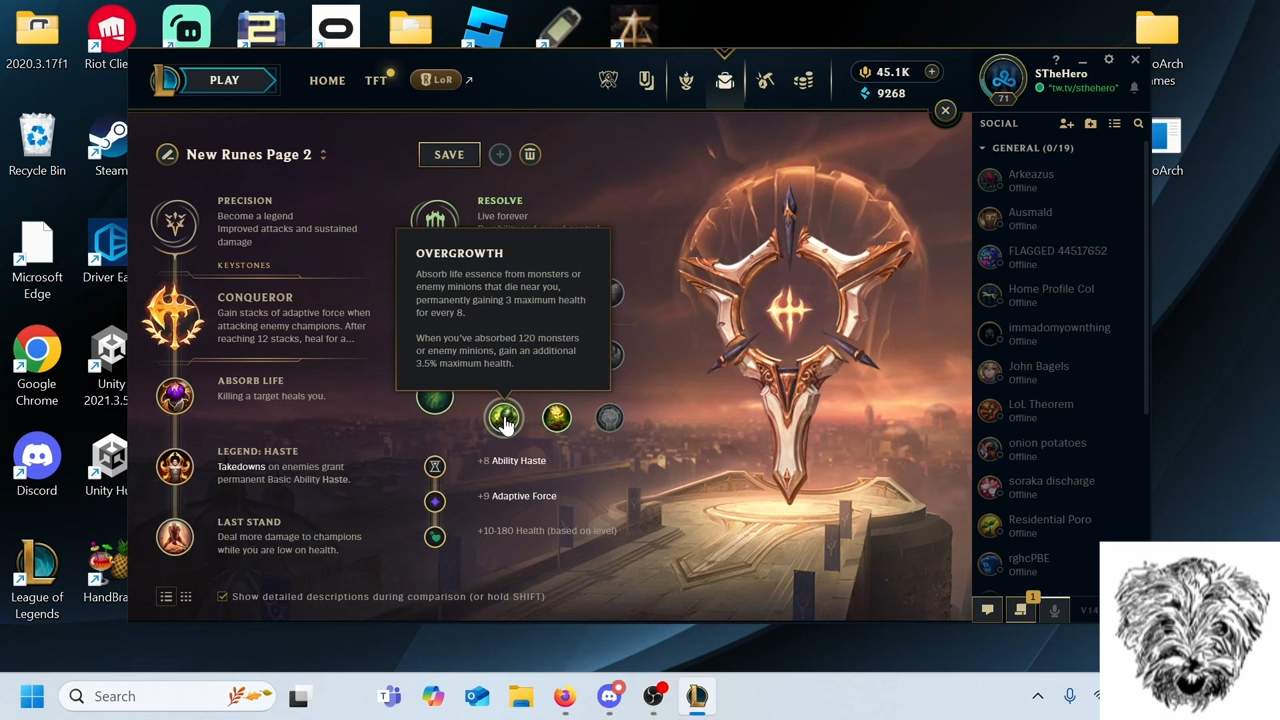 2020.3.17f1
Riot Clie
PLAY
HOME
TFT
LoR
45.1K
9268
STheHero
"tw.tv/sthehero"
71
SOCIAL
GENERAL (0/19)
Arkeazus
Offline
Ausmald
Offline
FLAGGED 44517652
Offline
Home Profile Col
Offline
immadomyownthing
Offline
John Bagels
Offline
LoL Theorem
Offline
onion potatoes
Offline
soraka discharge
Offline
Residential Poro
Offline
rghcPBE
Offline
1
V14
oArch
mes
oArch
Recycle Bin
Steam
Microsoft
Edge
Driver Ea
Google
Chrome
Unity
2021.3.5
Discord
Unity Hu
League of
Legends
HandBra
New Runes Page 2
SAVE
PRECISION
Become a legend
Improved attacks and sustained
damage
KEYSTONES
CONQUEROR
Gain stacks of adaptive force when
attacking enemy champions. After
reaching 12 stacks, heal for a...
ABSORB LIFE
Killing a target heals you.
LEGEND: HASTE
Takedowns on enemies grant
permanent Basic Ability Haste.
LAST STAND
Deal more damage to champions
while you are low on health.
RESOLVE
Live forever
OVERGROWTH
Absorb life essence from monsters or
enemy minions that die near you,
permanently gaining 3 maximum health
for every 8.
When you've absorbed 120 monsters
or enemy minions, gain an additional
3.5% maximum health.
+8 Ability Haste
+9 Adaptive Force
+10-180 Health (based on level)
Show detailed descriptions during comparison (or hold SHIFT)
Search